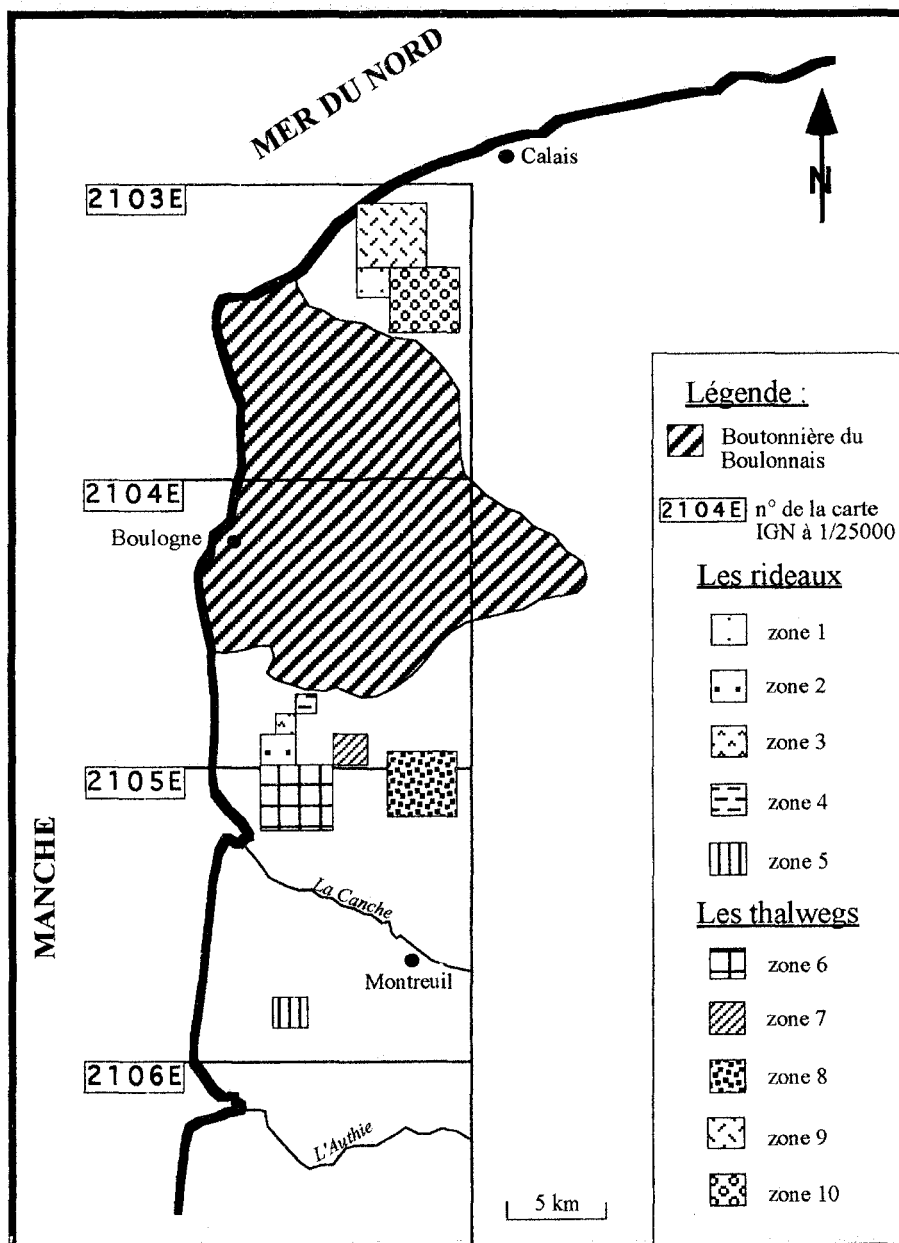 MER DU NORD
Calais
N
2103E
2104E
Boulogne
2105E
MANCHE
La Canche
Montreuil
2106E
L'Authie
5 km
Légende :
Boutonnière du
Boulonnais
2104E n° de la carte
IGN à 1/25000
Les rideaux
zone 1
zone 2
zone 3
zone 4
zone 5
Les thalwegs
zone 6
zone 7
zone 8
zone 9
zone 10